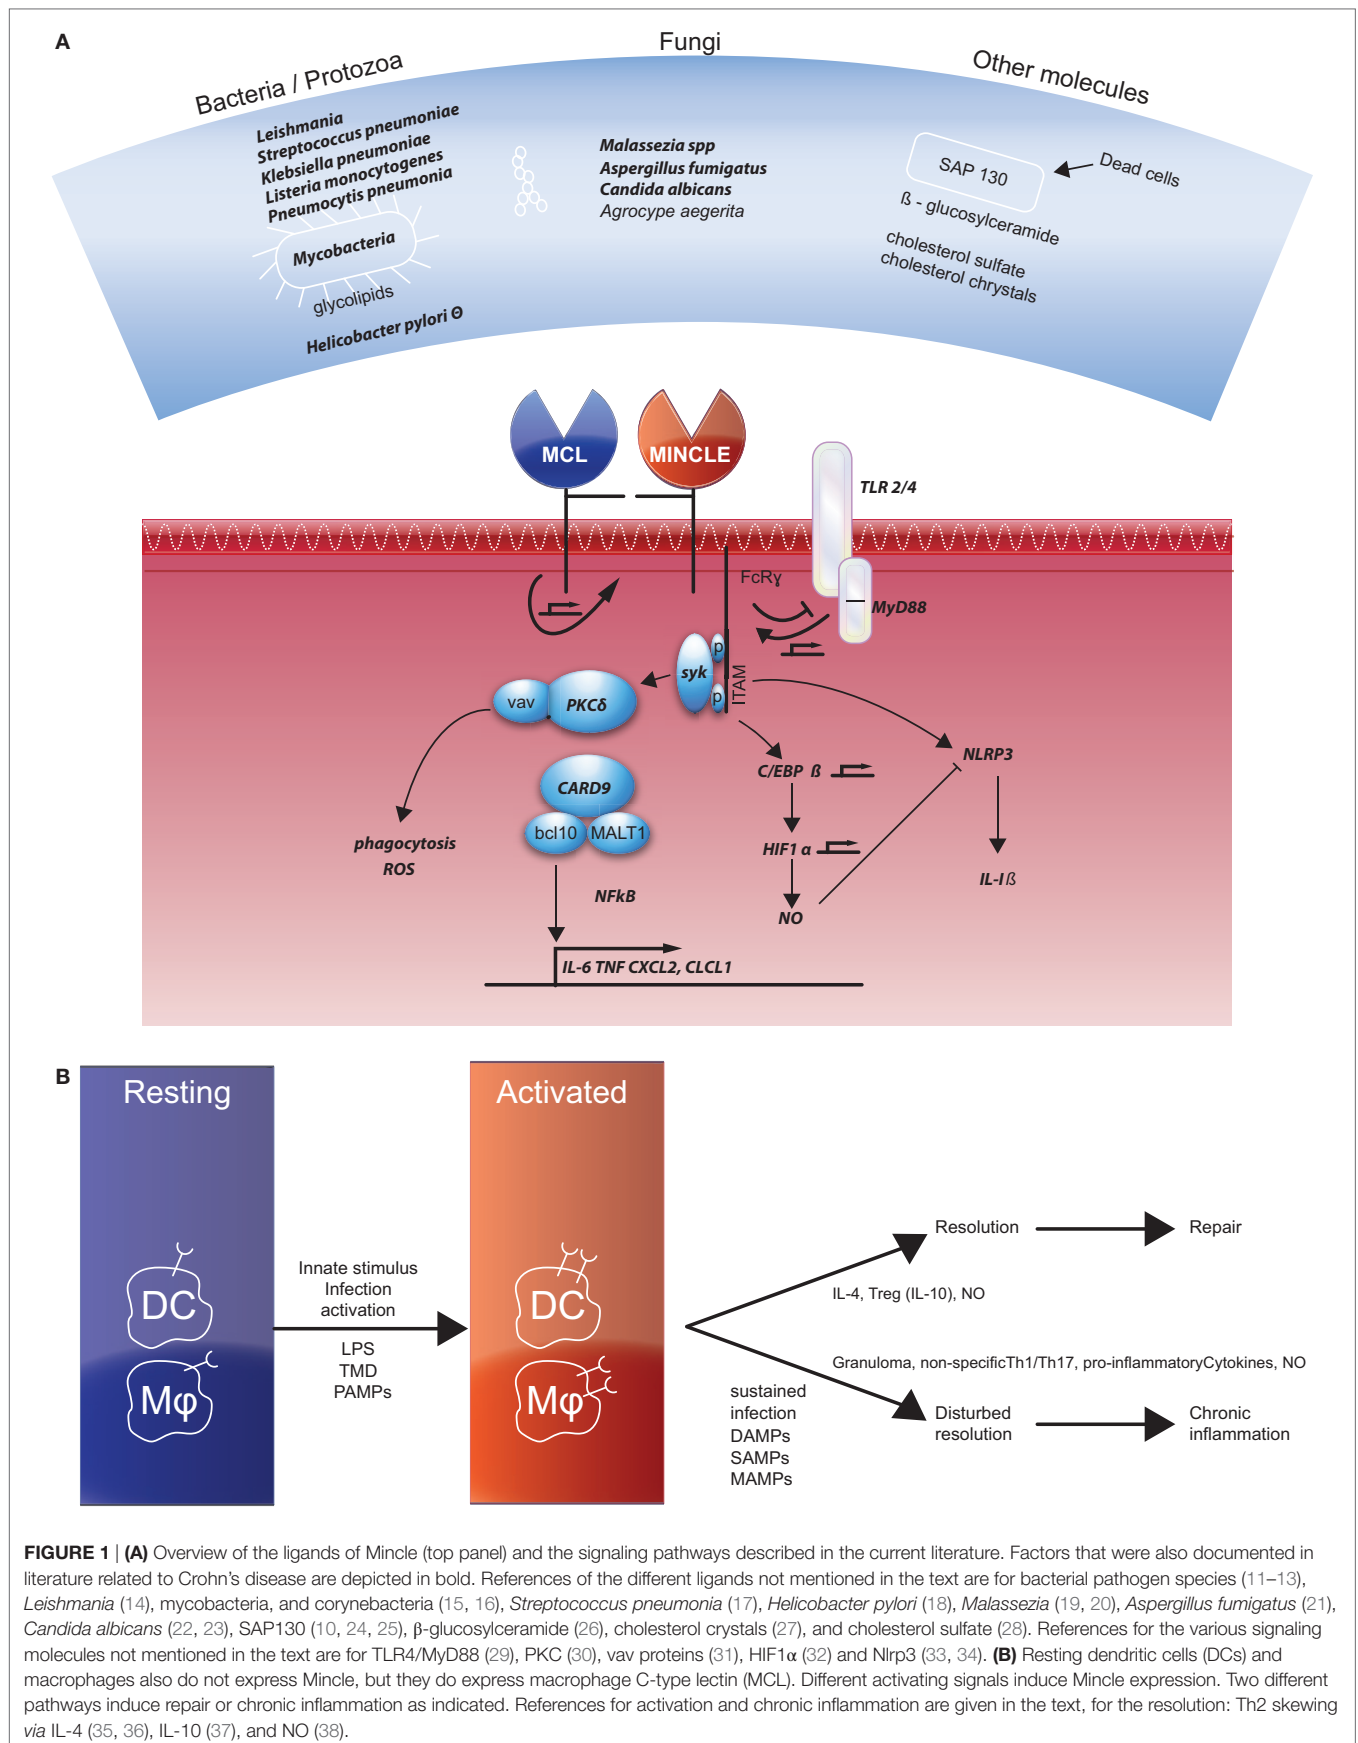 A
Bacteria / Protozoa
Fungi
Other molecules
Leishmania
Streptococcus pneumoniae
Klebsiella pneumoniae
Listeria monocytogenes
Pneumocytis pneumonia
Mycobacteria
glycolipids
Helicobacter pylori Θ
Malassezia spp
Aspergillus fumigatus
Candida albicans
Agrocype aegerita
SAP 130
Dead cells
ß - glucosylceramide
cholesterol sulfate
cholesterol chrystals
MCL
MINCLE
TLR 2/4
FcRɣ
MyD88
syk
p
p
ITAM
vav
PKCδ
CARD9
bcl10
MALT1
phagocytosis
ROS
NFkB
IL-6 TNF CXCL2, CLCL1
C/EBP ß
HIF1 α
NO
NLRP3
IL-I ß
B
Resting
DC
Mφ
Innate stimulus
Infection
activation
LPS
TMD
PAMPs
Activated
DC
Mφ
Resolution
Repair
IL-4, Treg (IL-10), NO
Granuloma, non-specificTh1/Th17, pro-inflammatoryCytokines, NO
sustained
infection
DAMPs
SAMPs
MAMPs
Disturbed
resolution
Chronic
inflammation
FIGURE 1 | (A) Overview of the ligands of Mincle (top panel) and the signaling pathways described in the current literature. Factors that were also documented in
literature related to Crohn's disease are depicted in bold. References of the different ligands not mentioned in the text are for bacterial pathogen species (11–13),
Leishmania (14), mycobacteria, and corynebacteria (15, 16), Streptococcus pneumonia (17), Helicobacter pylori (18), Malassezia (19, 20), Aspergillus fumigatus (21),
Candida albicans (22, 23), SAP130 (10, 24, 25), β-glucosylceramide (26), cholesterol crystals (27), and cholesterol sulfate (28). References for the various signaling
molecules not mentioned in the text are for TLR4/MyD88 (29), PKC (30), vav proteins (31), HIF1α (32) and Nlrp3 (33, 34). (B) Resting dendritic cells (DCs) and
macrophages also do not express Mincle, but they do express macrophage C-type lectin (MCL). Different activating signals induce Mincle expression. Two different
pathways induce repair or chronic inflammation as indicated. References for activation and chronic inflammation are given in the text, for the resolution: Th2 skewing
via IL-4 (35, 36), IL-10 (37), and NO (38).